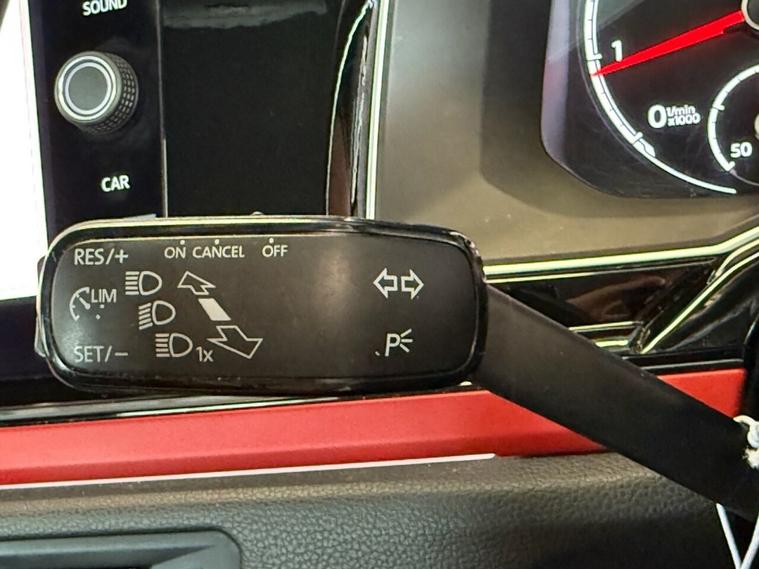 SOUND
CAR
1
0 1/min x1000
50
RES/+ ON CANCEL OFF
LIM
SET/- 1x
P